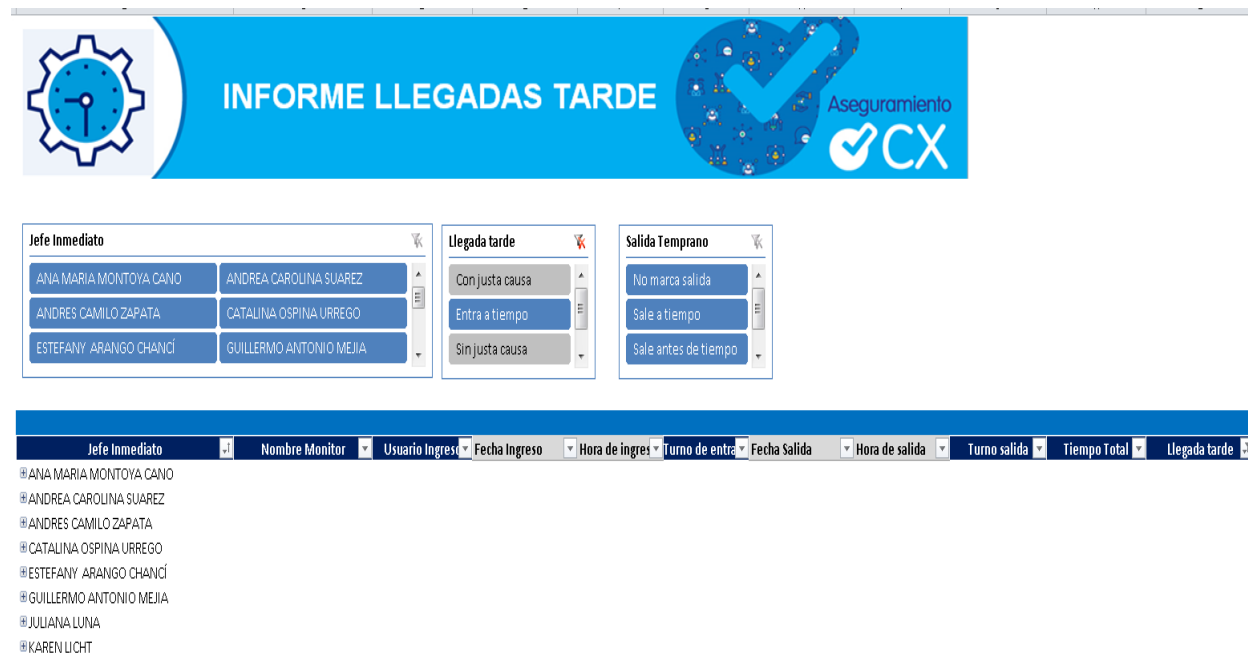 INFORME LLEGADAS TARDE
Aseguramiento
CX
Jefe Inmediato
ANA MARIA MONTOYA CANO ANDREA CAROLINA SUAREZ
ANDRES CAMILO ZAPATA CATALINA OSPINA URREGO
ESTEFANY ARANGO CHANCÍ GUILLERMO ANTONIO MEJIA
Llegada tarde
Con justa causa
Entra a tiempo
Sin justa causa
Salida Temprano
No marca salida
Sale a tiempo
Sale antes de tiempo
Jefe Inmediato Nombre Monitor Usuario Ingreso Fecha Ingreso Hora de ingres Turno de entra Fecha Salida Hora de salida Turno salida Tiempo Total Llegada tarde
ANA MARIA MONTOYA CANO
ANDREA CAROLINA SUAREZ
ANDRES CAMILO ZAPATA
CATALINA OSPINA URREGO
ESTEFANY ARANGO CHANCÍ
GUILLERMO ANTONIO MEJIA
JULIANA LUNA
KAREN LICHT